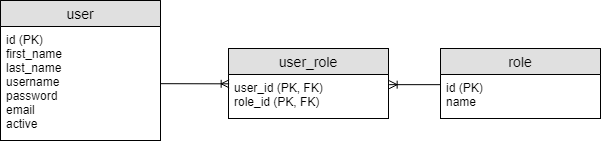 user
id (PK)
first_name
last_name
username
password
email
active
user_role
user_id (PK, FK)
role_id (PK, FK)
role
id (PK)
name